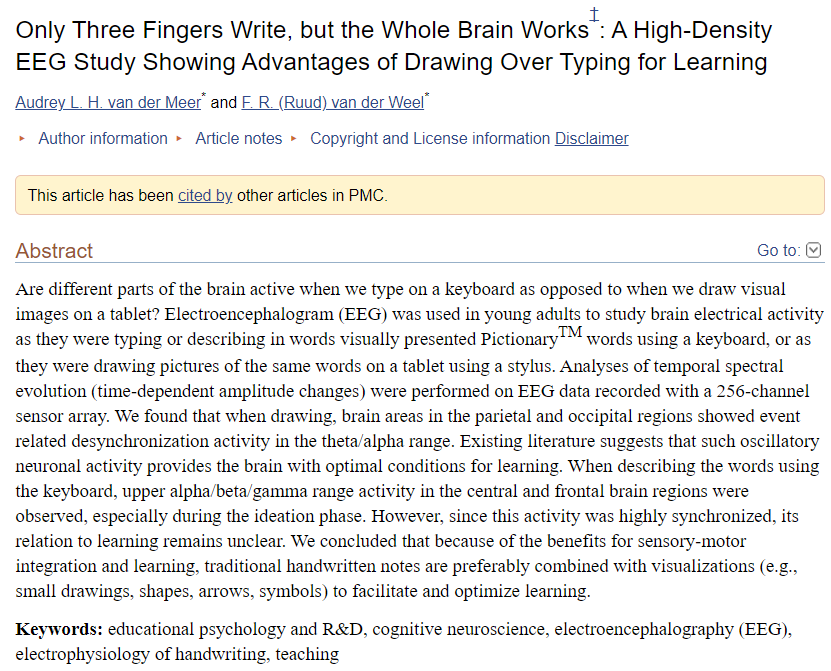 Only Three Fingers Write, but the Whole Brain Works‡: A High-Density
EEG Study Showing Advantages of Drawing Over Typing for Learning
Audrey L. H. van der Meer* and F. R. (Ruud) van der Weel*
▸ Author information ▸ Article notes ▸ Copyright and License information Disclaimer
This article has been cited by other articles in PMC.
Abstract Go to:
Are different parts of the brain active when we type on a keyboard as opposed to when we draw visual
images on a tablet? Electroencephalogram (EEG) was used in young adults to study brain electrical activity
as they were typing or describing in words visually presented PictionaryTM words using a keyboard, or as
they were drawing pictures of the same words on a tablet using a stylus. Analyses of temporal spectral
evolution (time-dependent amplitude changes) were performed on EEG data recorded with a 256-channel
sensor array. We found that when drawing, brain areas in the parietal and occipital regions showed event
related desynchronization activity in the theta/alpha range. Existing literature suggests that such oscillatory
neuronal activity provides the brain with optimal conditions for learning. When describing the words using
the keyboard, upper alpha/beta/gamma range activity in the central and frontal brain regions were
observed, especially during the ideation phase. However, since this activity was highly synchronized, its
relation to learning remains unclear. We concluded that because of the benefits for sensory-motor
integration and learning, traditional handwritten notes are preferably combined with visualizations (e.g.,
small drawings, shapes, arrows, symbols) to facilitate and optimize learning.
Keywords: educational psychology and R&D, cognitive neuroscience, electroencephalography (EEG),
electrophysiology of handwriting, teaching